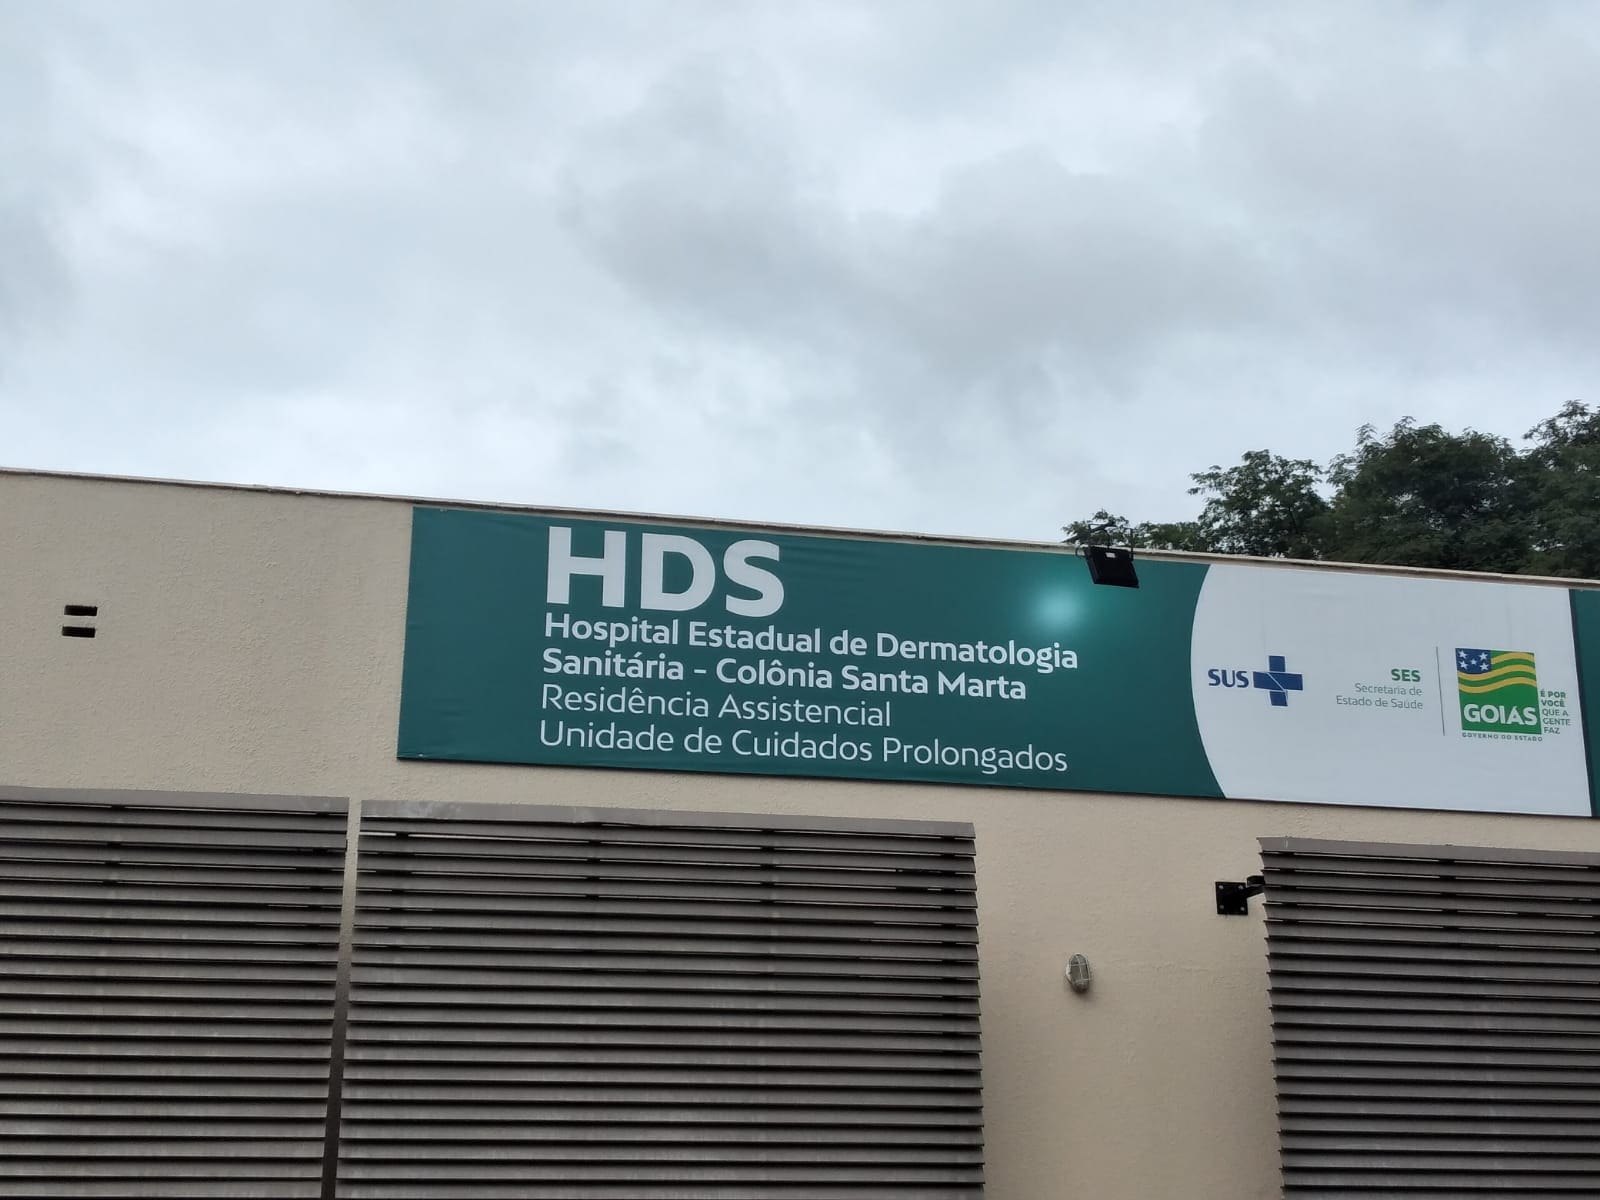 HDS
Hospital Estadual de Dermatologia
Sanitária - Colônia Santa Marta
Residência Assistencial
Unidade de Cuidados Prolongados
SUS
SES
Secretaria de
Estado de Saúde
GOIÁS
GOVERNO DO ESTADO
É POR
VOCÊ
QUE A
GENTE
FAZ